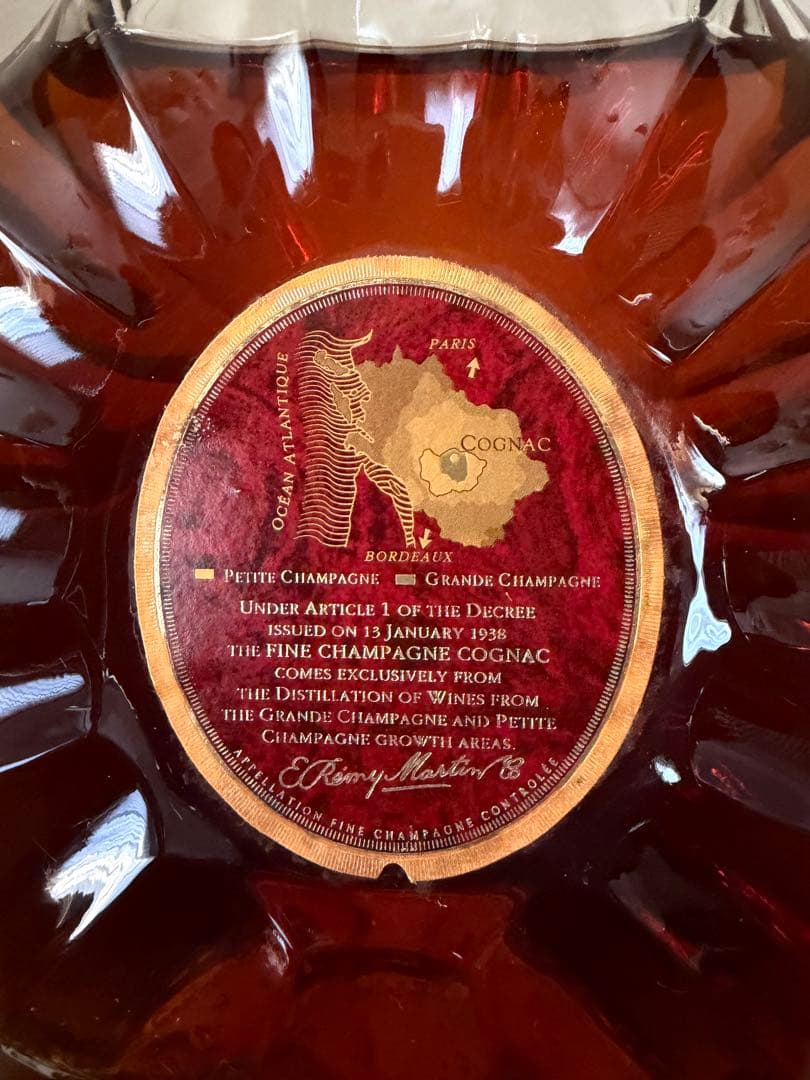 PARIS
OCÉAN ATLANTIQUE
COGNAC
BORDEAUX
PETITE CHAMPAGNE GRANDE CHAMPAGNE
UNDER ARTICLE 1 OF THE DECREE
ISSUED ON 13 JANUARY 1938
THE FINE CHAMPAGNE COGNAC
COMES EXCLUSIVELY FROM
THE DISTILLATION OF WINES FROM
THE GRANDE CHAMPAGNE AND PETITE
CHAMPAGNE GROWTH AREAS.
E. Rémy Martin & Co
APPELLATION FINE CHAMPAGNE CONTROLÉE